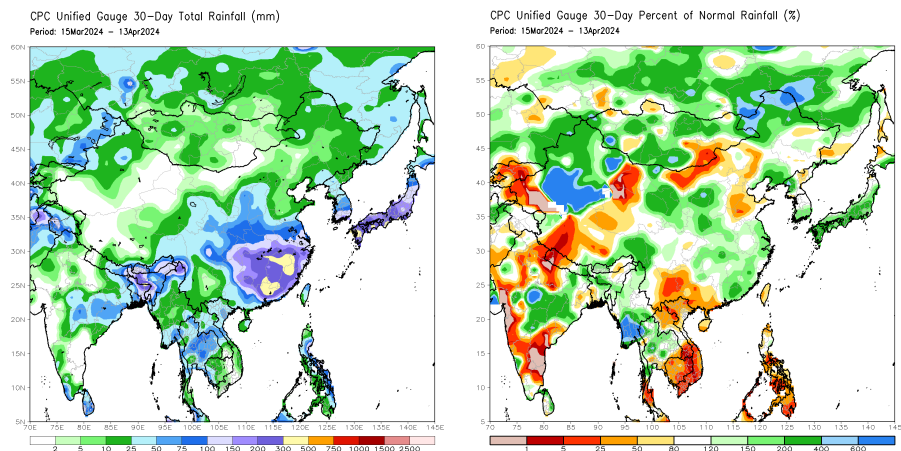 CPC Unified Gauge 30-Day Total Rainfall (mm)
Period: 15Mar2024 - 13Apr2024
60N
55N
50N
45N
40N
35N
30N
25N
20N
15N
10N
5N
70E 75E 80E 85E 90E 95E 100E 105E 110E 115E 120E 125E 130E 135E 140E 145E
2 5 10 25 50 75 100 150 200 300 500 750 1000 1500 2500
CPC Unified Gauge 30-Day Percent of Normal Rainfall (%)
Period: 15Mar2024 - 13Apr2024
60
55
50
45
40
35
30
25
20
15
10
5
70 75 80 85 90 95 100 105 110 115 120 125 130 135 140 145
1 5 25 50 80 120 150 200 400 600